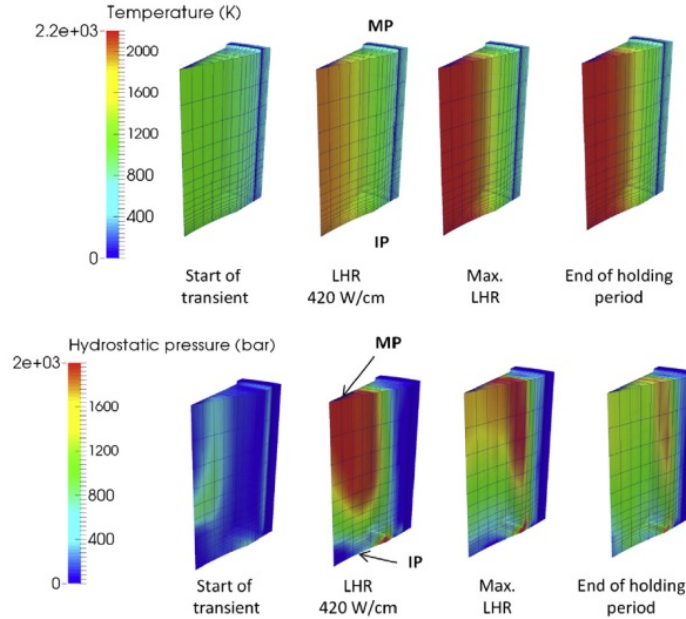 Temperature (K)
2.2e+03
2000
1600
1200
800
400
0
MP
IP
Start of
transient
LHR
420 W/cm
Max.
LHR
End of holding
period
Hydrostatic pressure (bar)
2e+03
1600
1200
800
400
0
MP
IP
Start of
transient
LHR
420 W/cm
Max.
LHR
End of holding
period